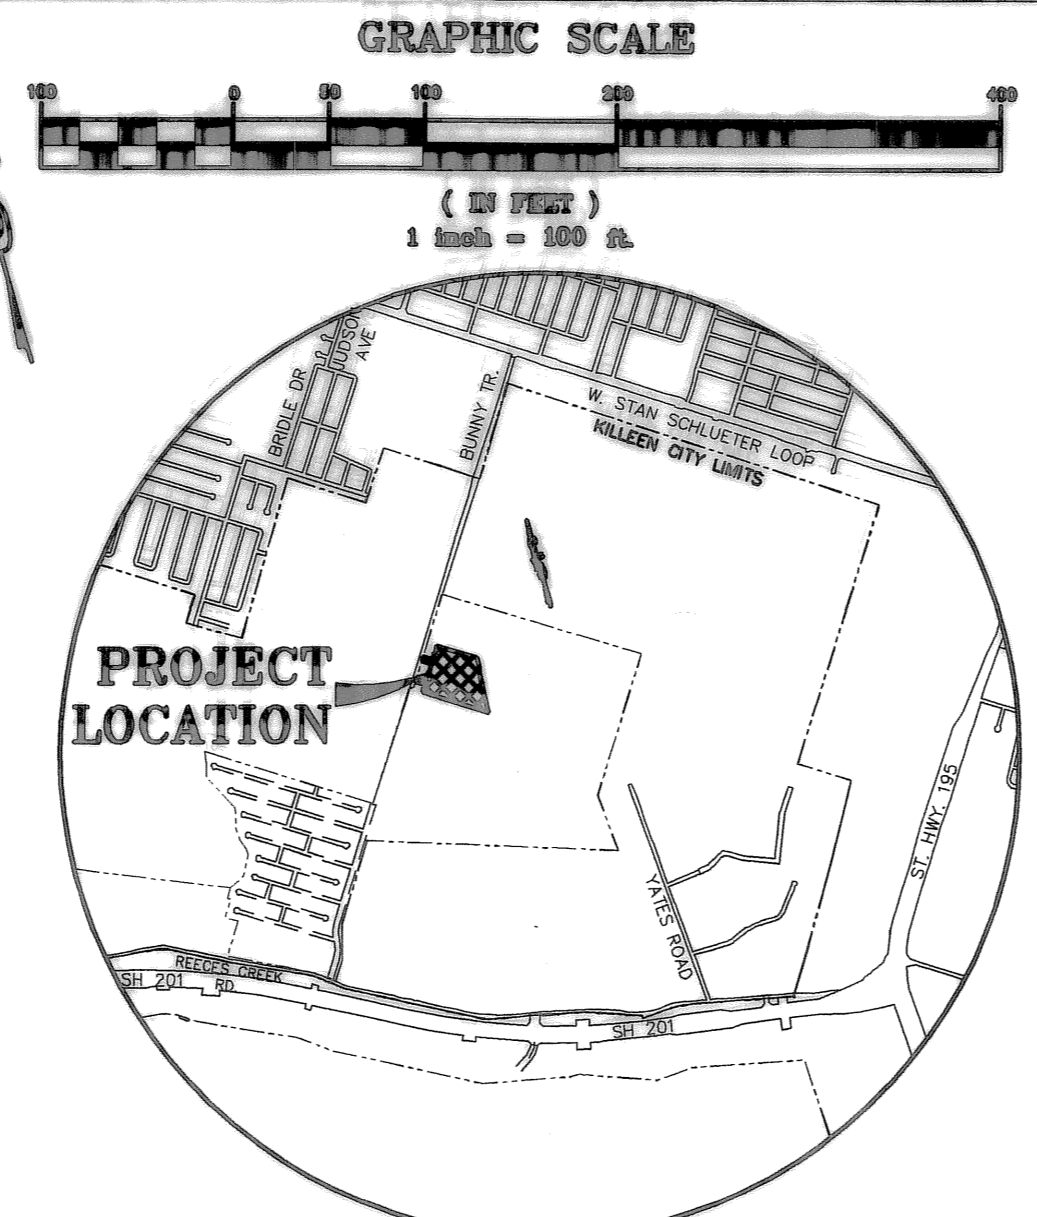 GRAPHIC SCALE
100 0 50 100 200 400
( IN FEET )
1 inch = 100 ft.
JUDSON
AVE
BRIDLE DR
BUNNY TR.
W. STAN SCHLUETER LOOP
KILLEEN CITY LIMITS
PROJECT
LOCATION
ST. HWY. 195
YATES ROAD
REECES CREEK
RD
SH 201
SH 201